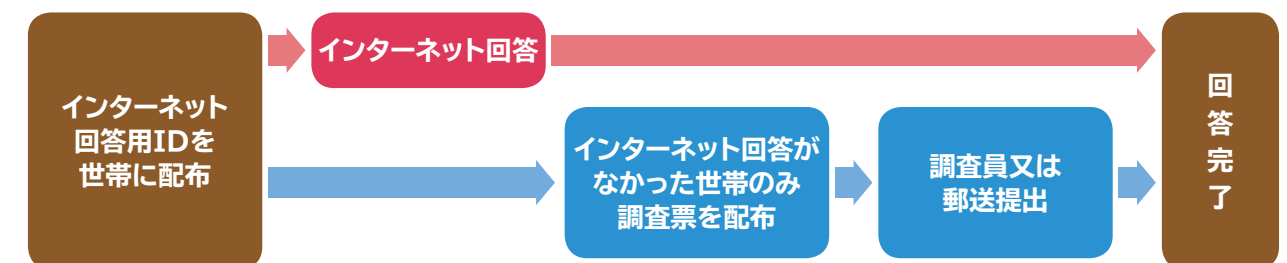 インターネット
回答用IDを
世帯に配布
インターネット回答
インターネット回答が
なかった世帯のみ
調査票を配布
調査員又は
郵送提出
回
答
完
了